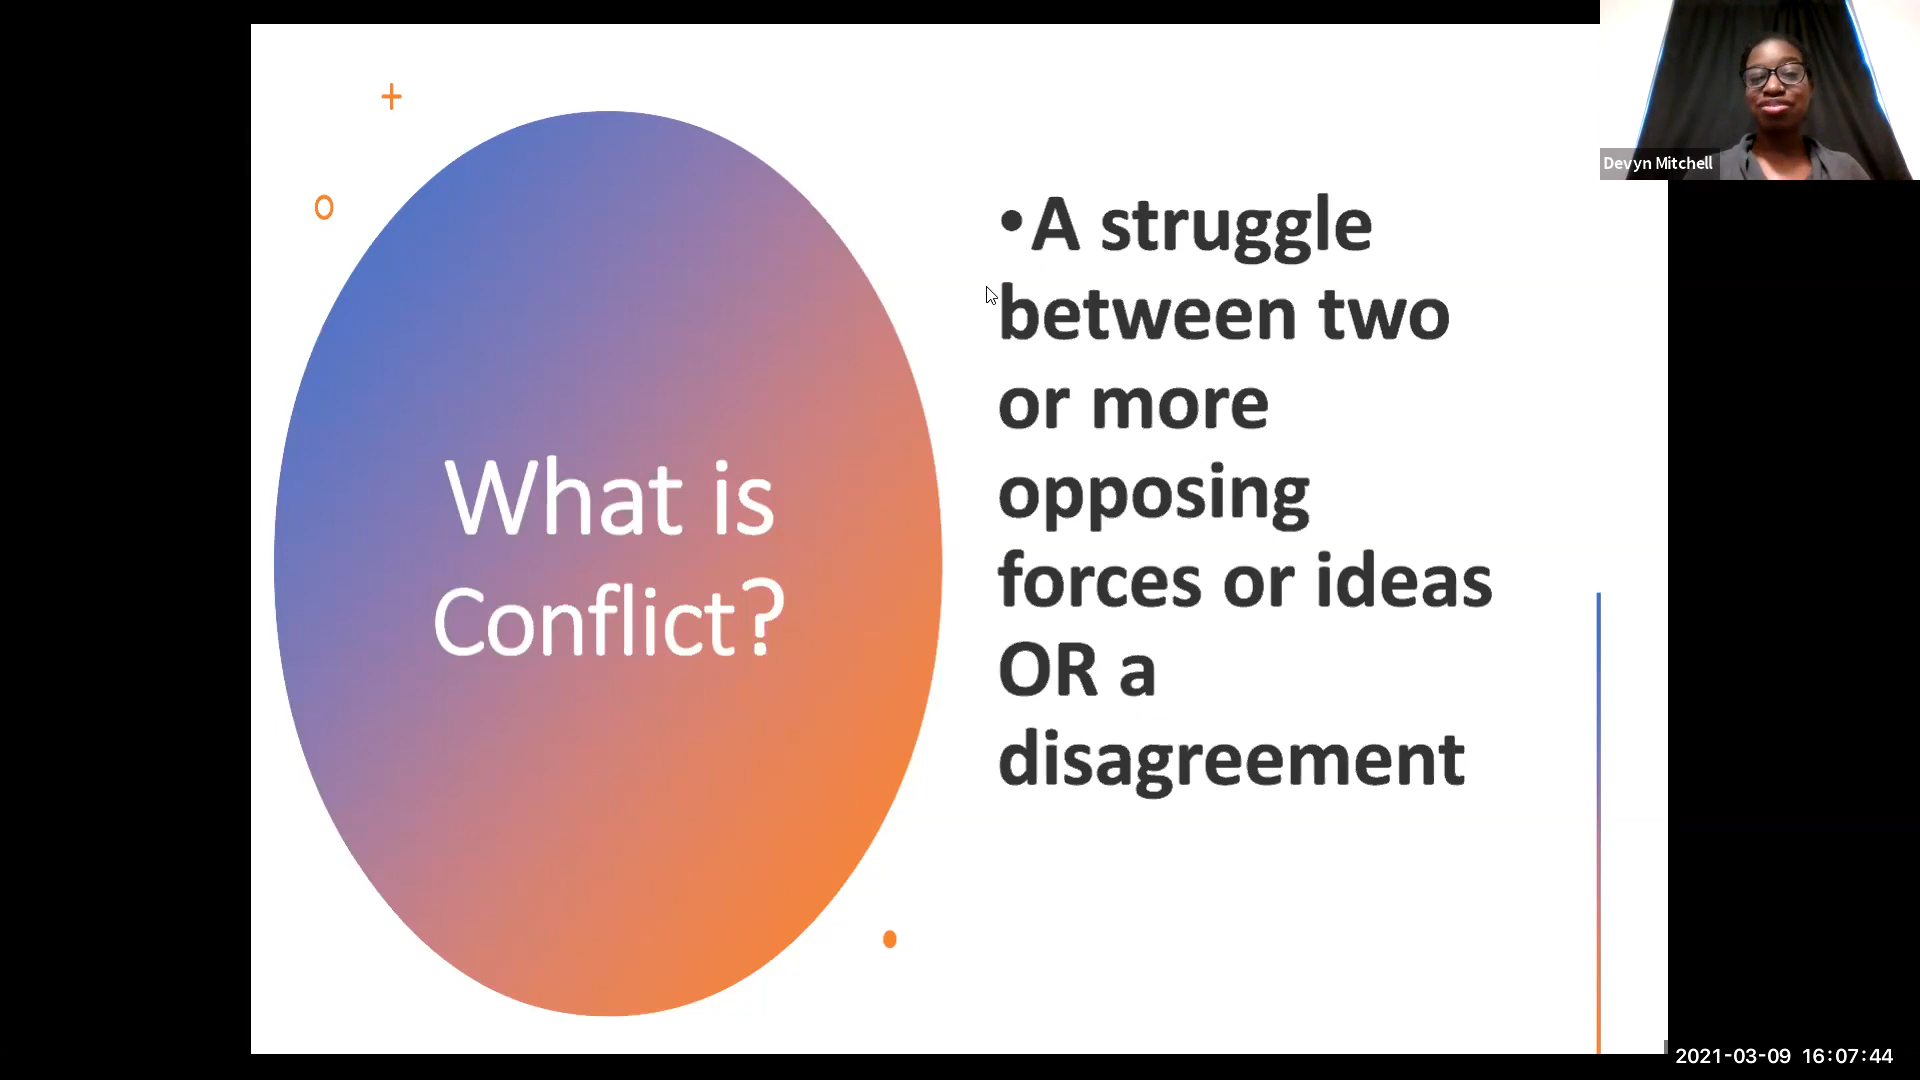 What is
Conflict?
•A struggle
between two
or more
opposing
forces or ideas
OR a
disagreement
Devyn Mitchell
2021-03-09 16:07:44